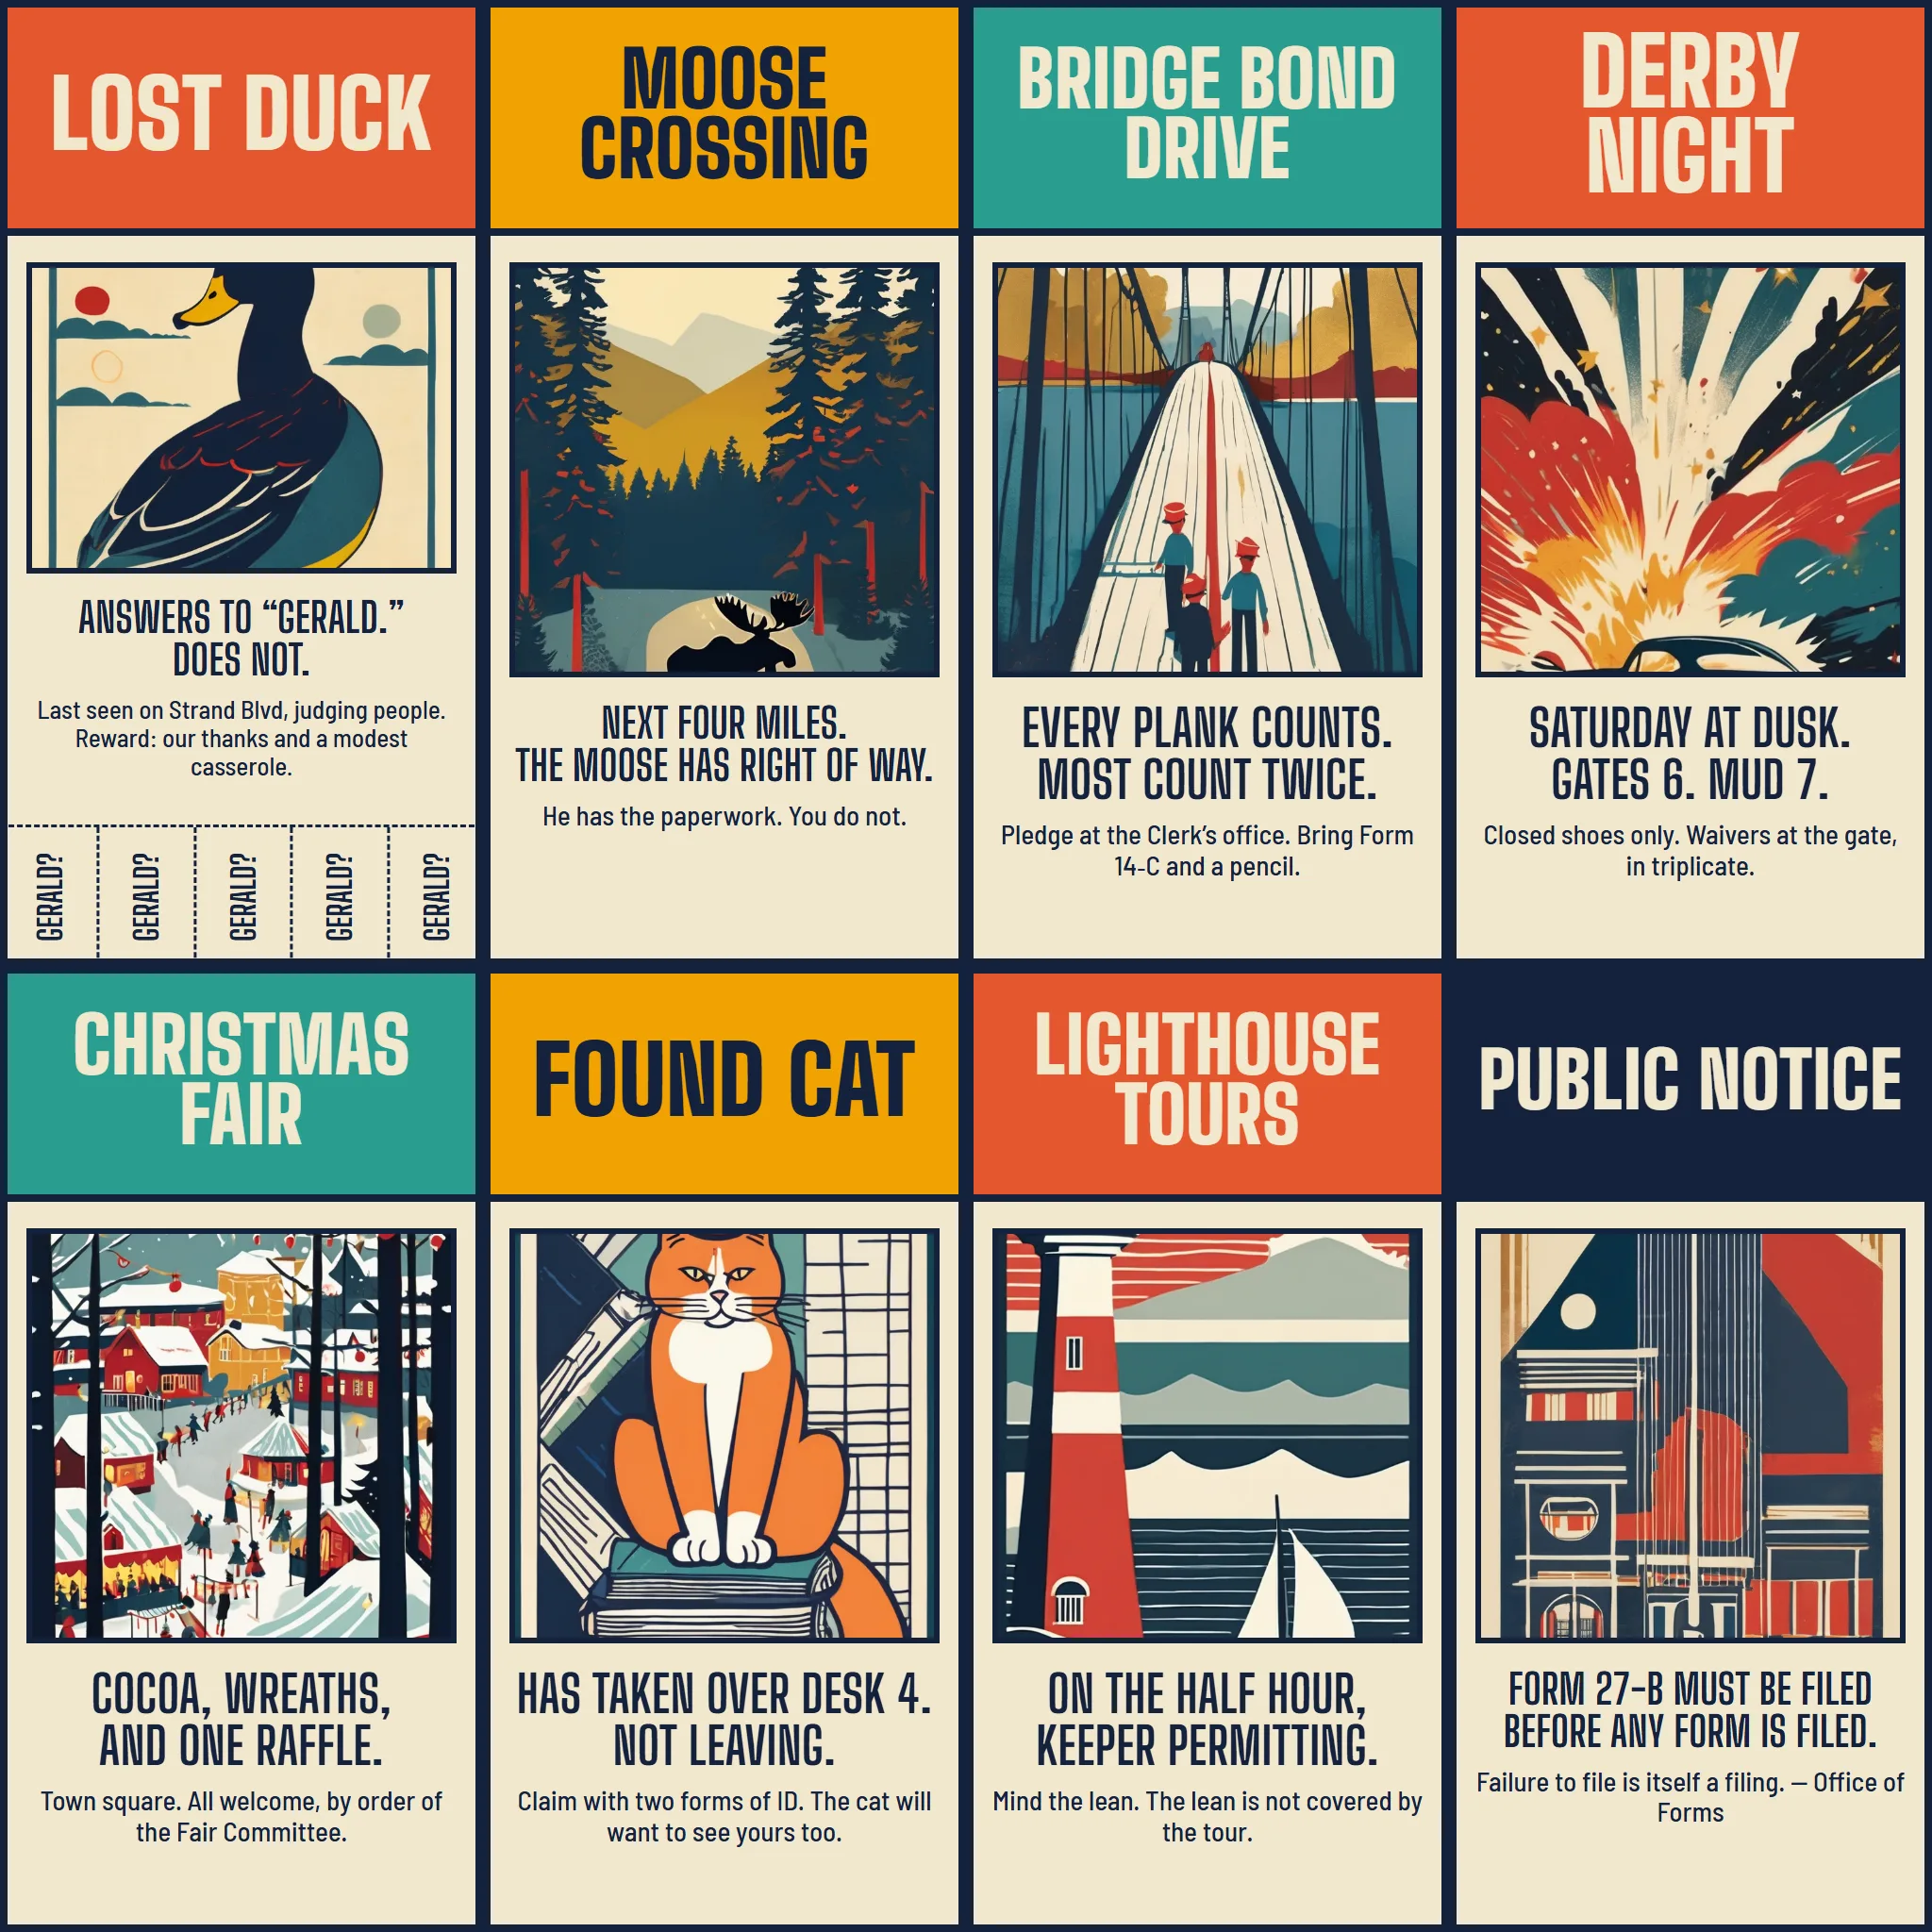 LOST DUCK
ANSWERS TO “GERALD.”
DOES NOT.
Last seen on Strand Blvd, judging people.
Reward: our thanks and a modest
casserole.
GERALD?
GERALD?
GERALD?
GERALD?
GERALD?
MOOSE
CROSSING
NEXT FOUR MILES.
THE MOOSE HAS RIGHT OF WAY.
He has the paperwork. You do not.
BRIDGE BOND
DRIVE
EVERY PLANK COUNTS.
MOST COUNT TWICE.
Pledge at the Clerk’s office. Bring Form
14-C and a pencil.
DERBY
NIGHT
SATURDAY AT DUSK.
GATES 6. MUD 7.
Closed shoes only. Waivers at the gate,
in triplicate.
CHRISTMAS
FAIR
COCOA, WREATHS,
AND ONE RAFFLE.
Town square. All welcome, by order of
the Fair Committee.
FOUND CAT
HAS TAKEN OVER DESK 4.
NOT LEAVING.
Claim with two forms of ID. The cat will
want to see yours too.
LIGHTHOUSE
TOURS
ON THE HALF HOUR,
KEEPER PERMITTING.
Mind the lean. The lean is not covered by
the tour.
PUBLIC NOTICE
FORM 27-B MUST BE FILED
BEFORE ANY FORM IS FILED.
Failure to file is itself a filing. — Office of
Forms